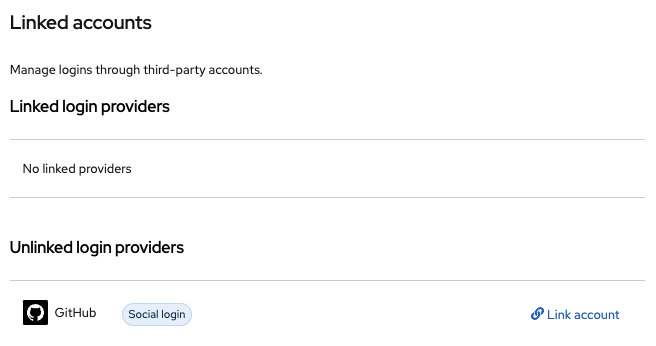 Linked accounts
Manage logins through third-party accounts.
Linked login providers
No linked providers
Unlinked login providers
GitHub Social login Link account